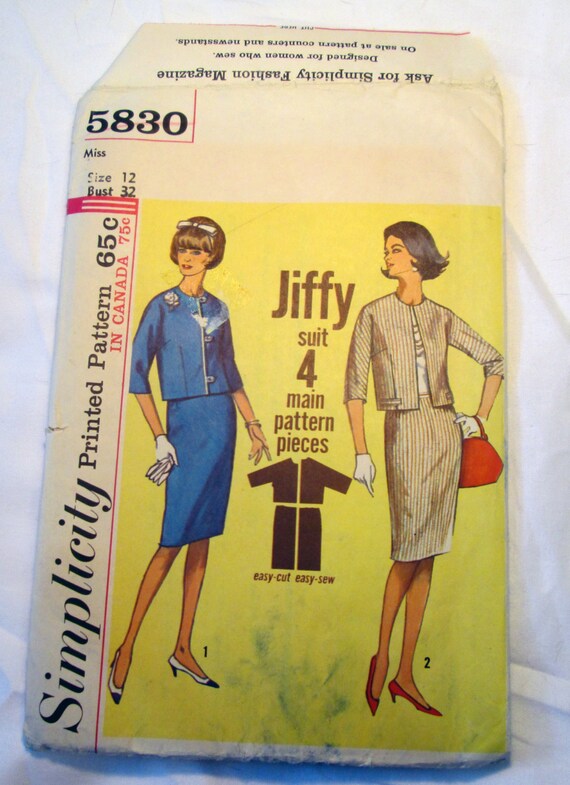 cut here
On sale at pattern counters and newsstands.
Designed for women who sew.
Ask for Simplicity Fashion Magazine
5830
Miss
Size 12
Bust 32
Simplicity Printed Pattern 65c
IN CANADA 75c
Jiffy
suit
4
main
pattern
pieces
easy-cut easy-sew
1
2